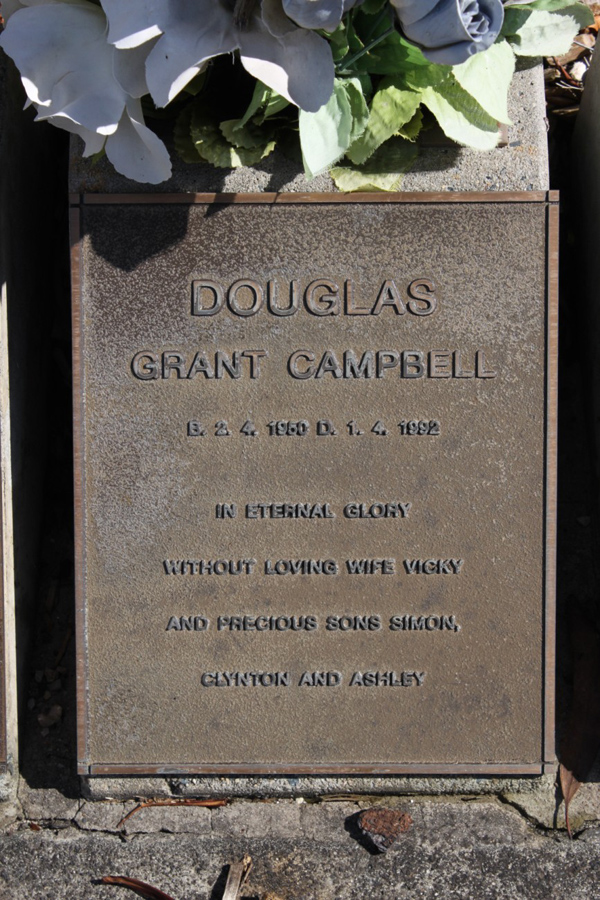 DOUGLAS
GRANT CAMPBELL
B. 2. 4. 1950 D. 1. 4. 1992
IN ETERNAL GLORY
WITHOUT LOVING WIFE VICKY
AND PRECIOUS SONS SIMON,
CLYNTON AND ASHLEY